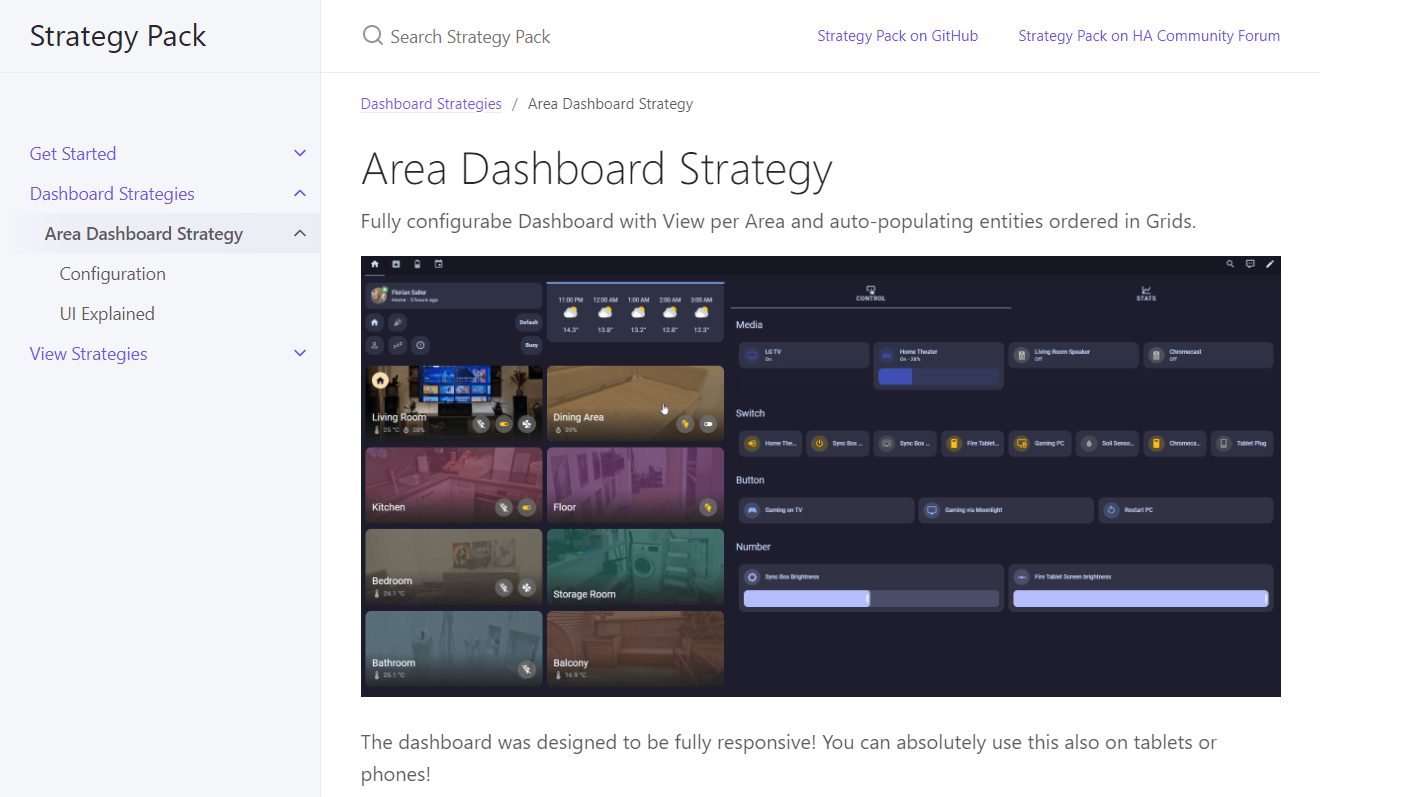 Strategy Pack
Search Strategy Pack
Strategy Pack on GitHub
Strategy Pack on HA Community Forum
Get Started
Dashboard Strategies
Area Dashboard Strategy
Configuration
UI Explained
View Strategies
Dashboard Strategies / Area Dashboard Strategy
Area Dashboard Strategy
Fully configurabe Dashboard with View per Area and auto-populating entities ordered in Grids.
Florian Sailer
Home - 5 hours ago
Default
Busy
11:00 PM 12:00 AM 1:00 AM 2:00 AM 3:00 AM
14.3° 13.8° 13.2° 12.8° 12.3°
Living Room
25 °C 38%
Dining Area
39%
Kitchen
Floor
Bedroom
24.1 °C
Storage Room
Bathroom
25.1 °C
Balcony
16.9 °C
CONTROL
STATS
Media
LG TV
On
Home Theater
On - 28%
Living Room Speaker
Off
Chromecast
Off
Switch
Home The...
Sync Box ...
Sync Box ...
Fire Tablet...
Gaming PC
Soil Senso...
Chromeca...
Tablet Plug
Button
Gaming on TV
Gaming via Moonlight
Restart PC
Number
Sync Box Brightness
Fire Tablet Screen brightness
The dashboard was designed to be fully responsive! You can absolutely use this also on tablets or
phones!